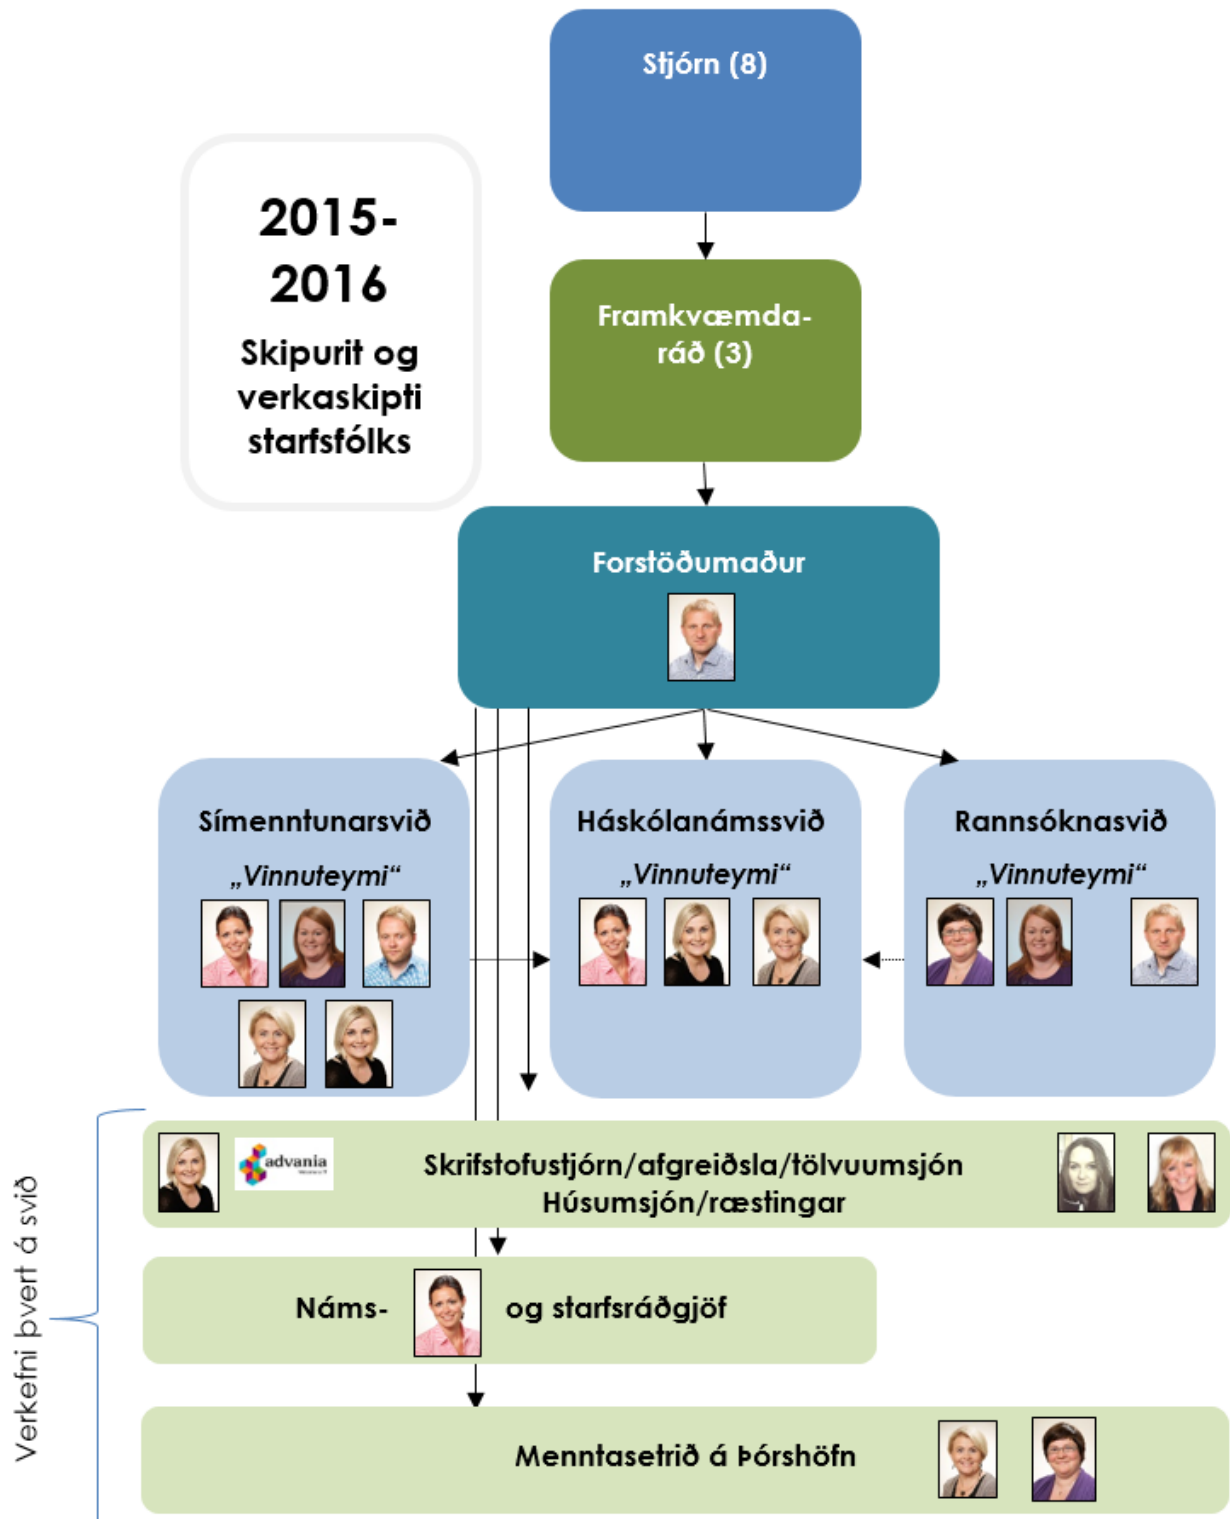 Stjórn (8)
2015-
2016
Skipurit og
verkaskipti
starfsfólks
Framkvæmda-
ráð (3)
Forstöðumaður
Símenntunarsvið
„Vinnuteymi“
Háskólanámssvið
„Vinnuteymi“
Rannsóknasvið
„Vinnuteymi“
Verkefni þvert á svið
advania
Skrifstofustjórn/afgreiðsla/tölvuumsjón
Húsumsjón/ræstingar
Náms- og starfsráðgjöf
Menntasetrið á Þórshöfn